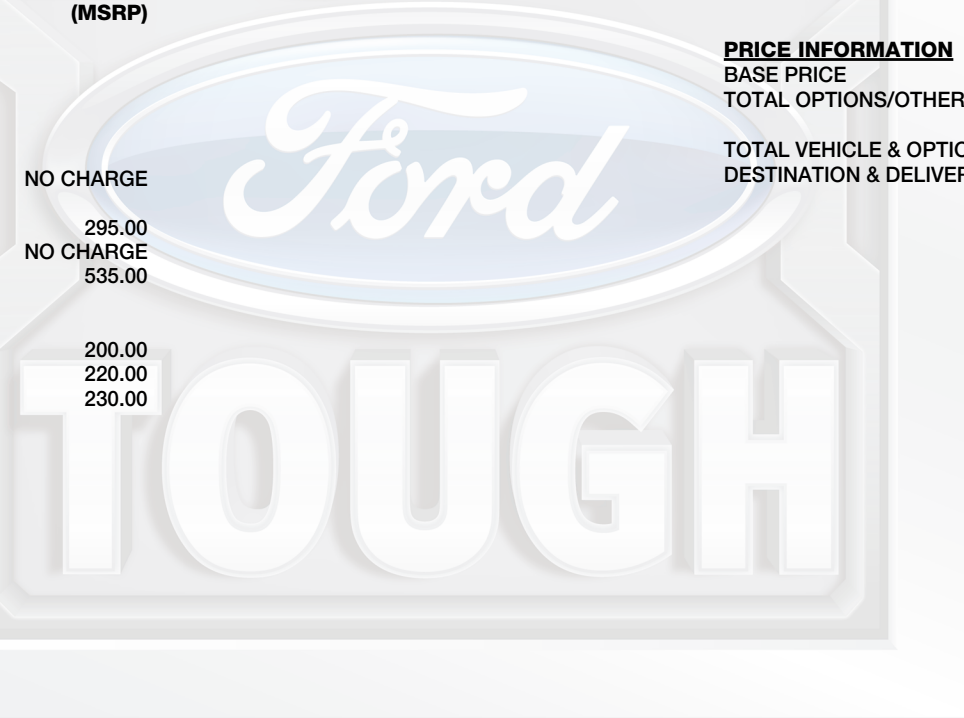 (MSRP)
NO CHARGE
295.00
NO CHARGE
535.00
200.00
220.00
230.00
PRICE INFORMATION
BASE PRICE
TOTAL OPTIONS/OTHER
TOTAL VEHICLE & OPTIO
DESTINATION & DELIVER
Ford
TOUGH